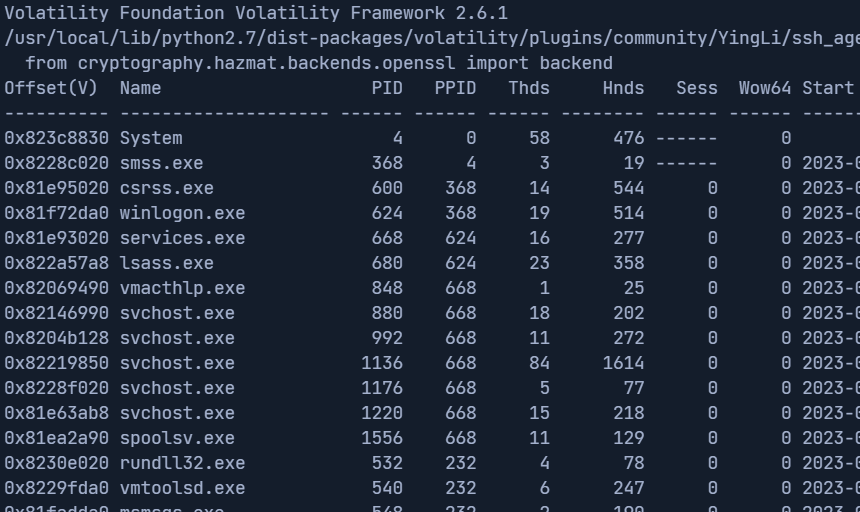 Volatility Foundation Volatility Framework 2.6.1
/usr/local/lib/python2.7/dist-packages/volatility/plugins/community/YingLi/ssh_age
from cryptography.hazmat.backends.openssl import backend
Offset(V) Name PID PPID Thds Hnds Sess Wow64 Start
---------- -------------------- ------ ------ ------ -------- ------ ------ ------
0x823c8830 System 4 0 58 476 ------ 0
0x8228c020 smss.exe 368 4 3 19 ------ 0 2023-0
0x81e95020 csrss.exe 600 368 14 544 0 0 2023-0
0x81f72da0 winlogon.exe 624 368 19 514 0 0 2023-0
0x81e93020 services.exe 668 624 16 277 0 0 2023-0
0x822a57a8 lsass.exe 680 624 23 358 0 0 2023-0
0x82069490 vmacthlp.exe 848 668 1 25 0 0 2023-0
0x82146990 svchost.exe 880 668 18 202 0 0 2023-0
0x8204b128 svchost.exe 992 668 11 272 0 0 2023-0
0x82219850 svchost.exe 1136 668 84 1614 0 0 2023-0
0x8228f020 svchost.exe 1176 668 5 77 0 0 2023-0
0x81e63ab8 svchost.exe 1220 668 15 218 0 0 2023-0
0x81ea2a90 spoolsv.exe 1556 668 11 129 0 0 2023-0
0x8230e020 rundll32.exe 532 232 4 78 0 0 2023-0
0x8229fda0 vmtoolsd.exe 540 232 6 247 0 0 2023-0
msmsgs.exe 548 232 2 190 0 0 2023-0